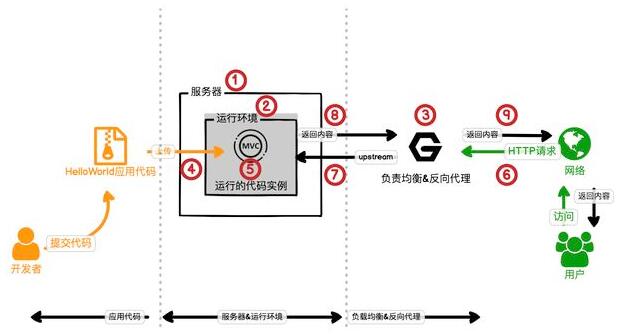 ①
服务器
②
运行环境
MVC
⑤
运行的代码实例
④
上传
HelloWorld应用代码
提交代码
开发者
⑧
返回内容
⑦
upstream
③
负责均衡&反向代理
⑨
返回内容
HTTP请求
⑥
网络
返回内容
访问
用户
应用代码
服务器&运行环境
负载均衡&反向代理